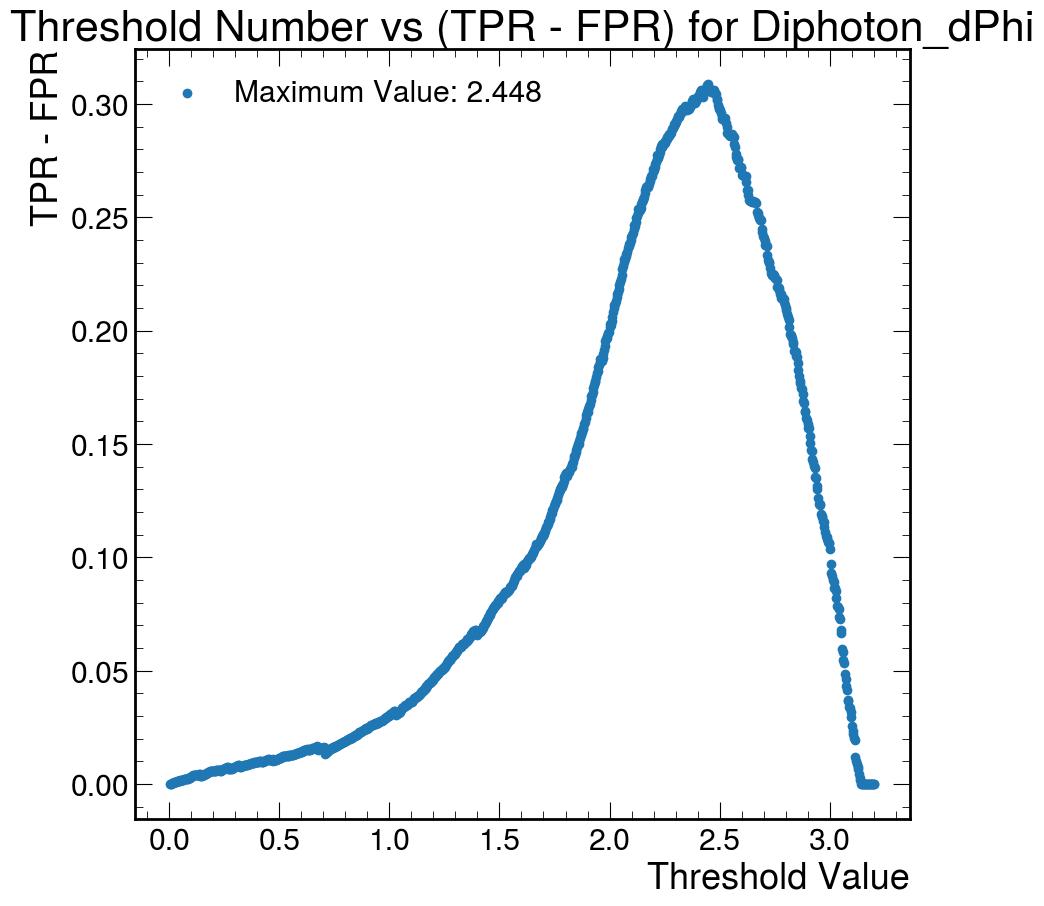 Threshold Number vs (TPR - FPR) for Diphoton_dPhi
Maximum Value: 2.448
TPR - FPR
0.30
0.25
0.20
0.15
0.10
0.05
0.00
0.0 0.5 1.0 1.5 2.0 2.5 3.0
Threshold Value